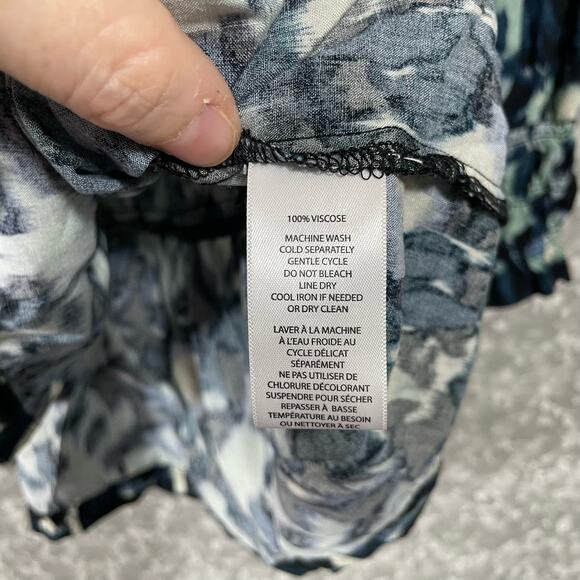 100% VISCOSE
MACHINE WASH
COLD SEPARATELY
GENTLE CYCLE
DO NOT BLEACH
LINE DRY
COOL IRON IF NEEDED
OR DRY CLEAN
LAVER À LA MACHINE
À L'EAU FROIDE AU
CYCLE DÉLICAT
SÉPARÉMENT
NE PAS UTILISER DE
CHLORURE DÉCOLORANT
SUSPENDRE POUR SÉCHER
REPASSER À BASSE
TEMPÉRATURE AU BESOIN
OU NETTOYER À SEC